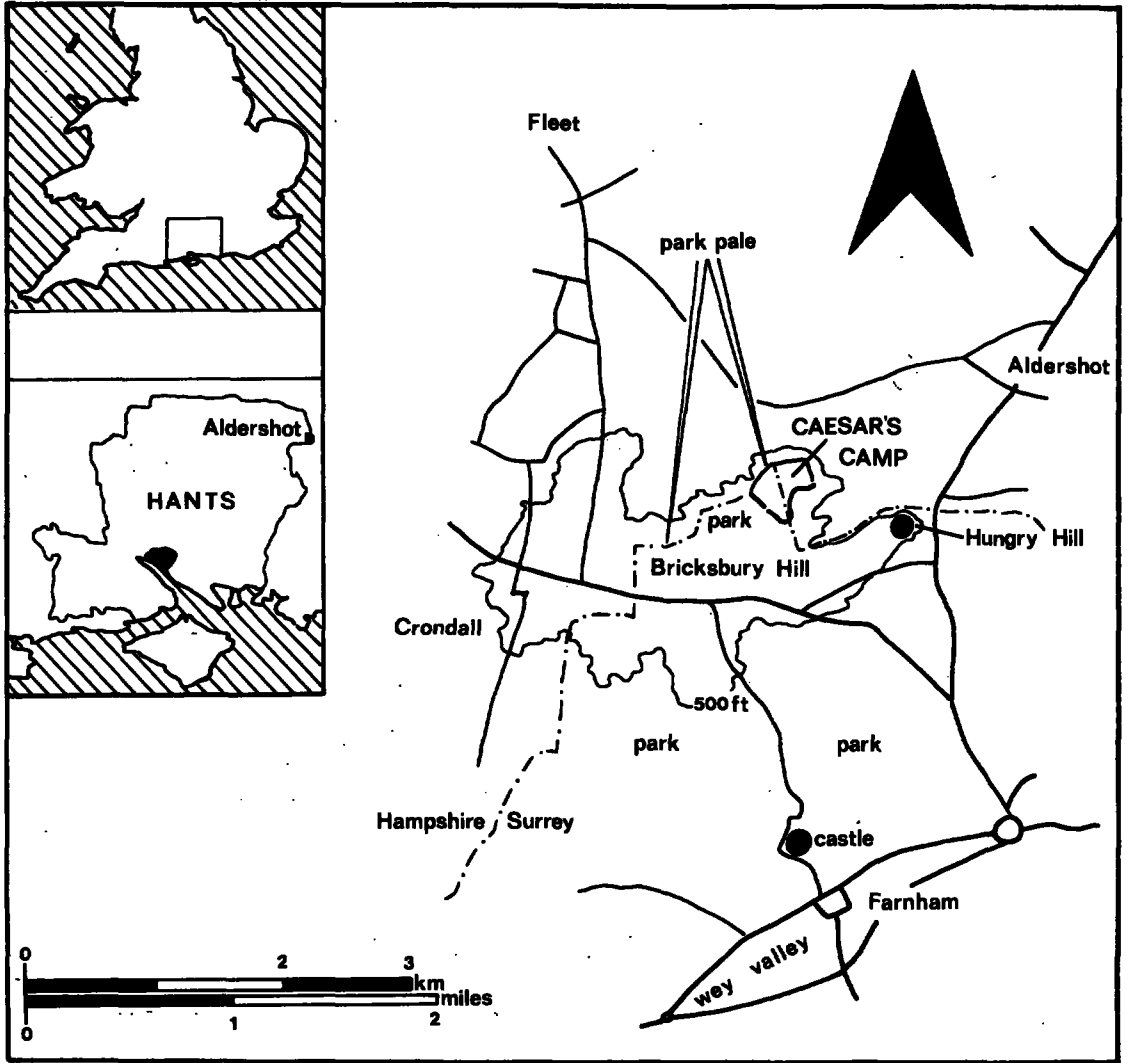 Fleet
park pale
Aldershot
CAESAR'S
CAMP
Aldershot
HANTS
park
Hungry Hill
Bricksbury Hill
Crondall
500 ft
park
park
Hampshire Surrey
castle
Farnham
wey valley
0
2
3
km
miles
0
1
2